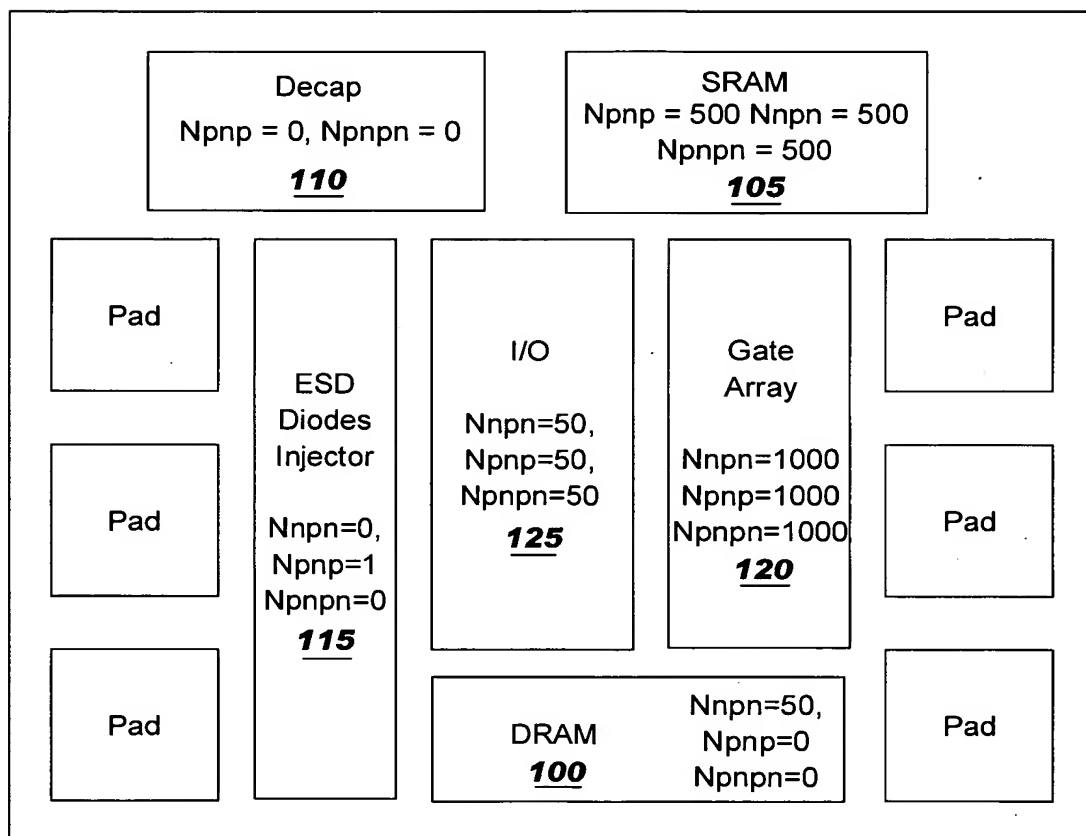 Decap
Npnp = 0, Npnpn = 0
110
SRAM
Npnp = 500 Nnpn = 500
Npnpn = 500
105
Pad
Pad
Pad
ESD
Diodes
Injector
Nnpn=0,
Npnp=1
Npnpn=0
115
I/O
Nnpn=50,
Npnp=50,
Npnpn=50
125
Gate
Array
Nnpn=1000
Npnp=1000
Npnpn=1000
120
Pad
Pad
Pad
DRAM
100
Nnpn=50,
Npnp=0
Npnpn=0